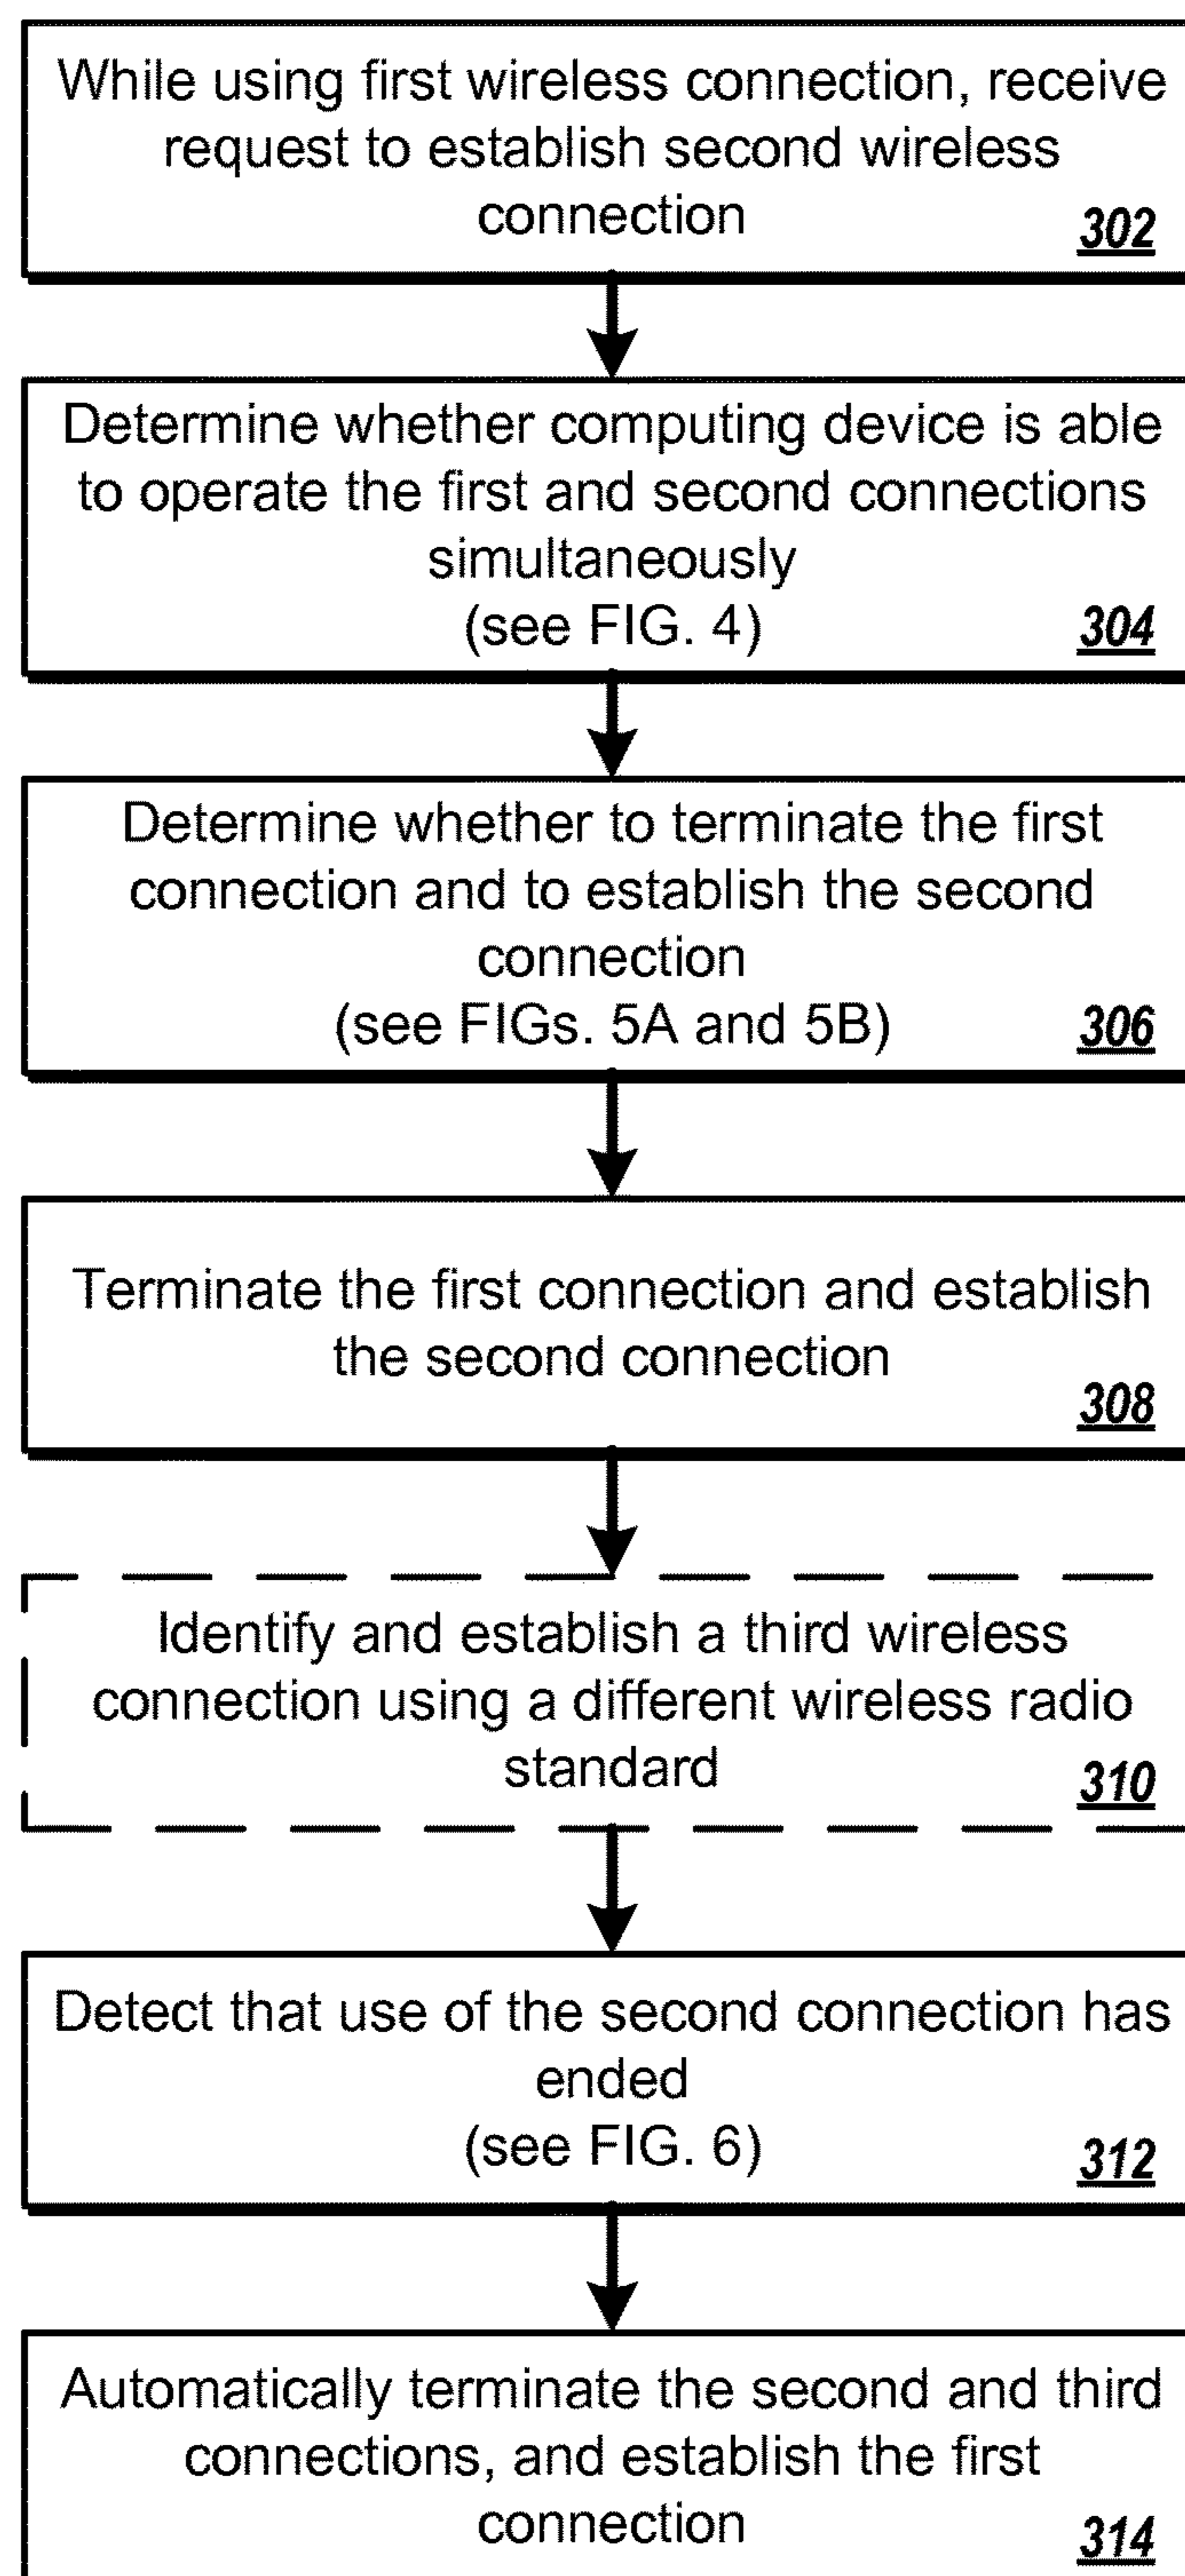 While using first wireless connection, receive
request to establish second wireless
connection
302
Determine whether computing device is able
to operate the first and second connections
simultaneously
(see FIG. 4)
304
Determine whether to terminate the first
connection and to establish the second
connection
(see FIGs. 5A and 5B)
306
Terminate the first connection and establish
the second connection
308
Identify and establish a third wireless
connection using a different wireless radio
standard
310
Detect that use of the second connection has
ended
(see FIG. 6)
312
Automatically terminate the second and third
connections, and establish the first
connection
314